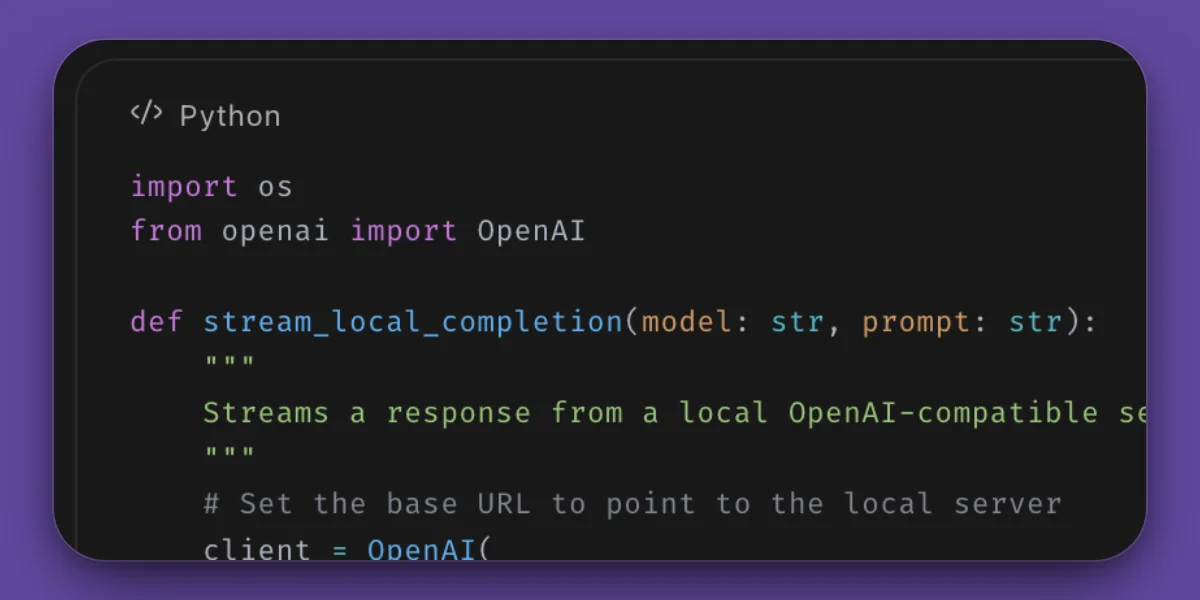 </> Python
import os
from openai import OpenAI
def stream_local_completion(model: str, prompt: str):
"""
Streams a response from a local OpenAI-compatible
"""
# Set the base URL to point to the local server
client = OpenAI(